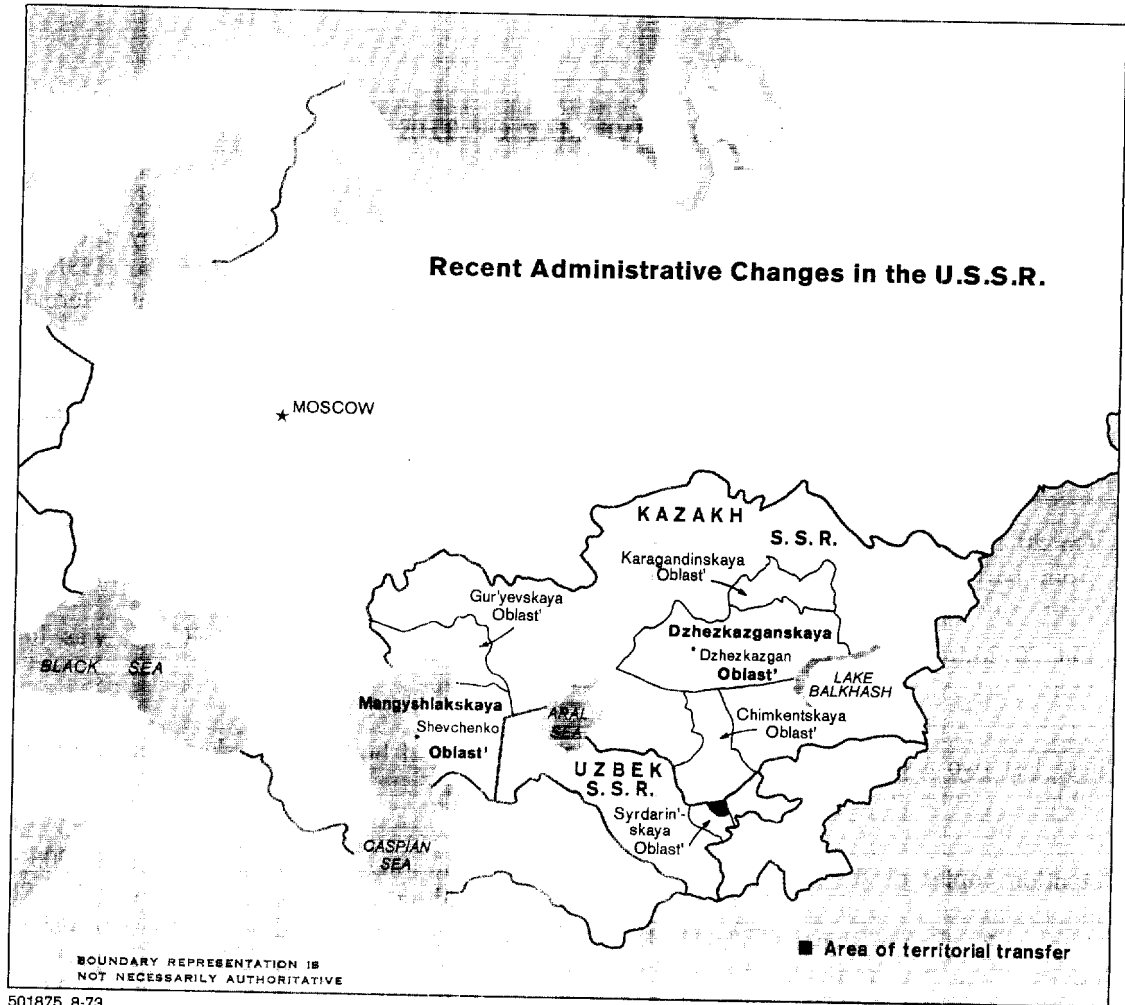 Recent Administrative Changes in the U.S.S.R.
MOSCOW
KAZAKH
S.S.R.
Karagandinskaya
Oblast'
Gur'yevskaya
Oblast'
Dzhezkazganskaya
Dzhezkazgan
Oblast'
BLACK SEA
LAKE
BALKHASH
Mangyshlakskaya
Shevchenko
Oblast'
ARAL
SEA
Chimkentskaya
Oblast'
UZBEK
S.S.R.
Syrdarin'-
skaya
Oblast'
CASPIAN
SEA
Area of territorial transfer
BOUNDARY REPRESENTATION IS
NOT NECESSARILY AUTHORITATIVE
501875 8-73